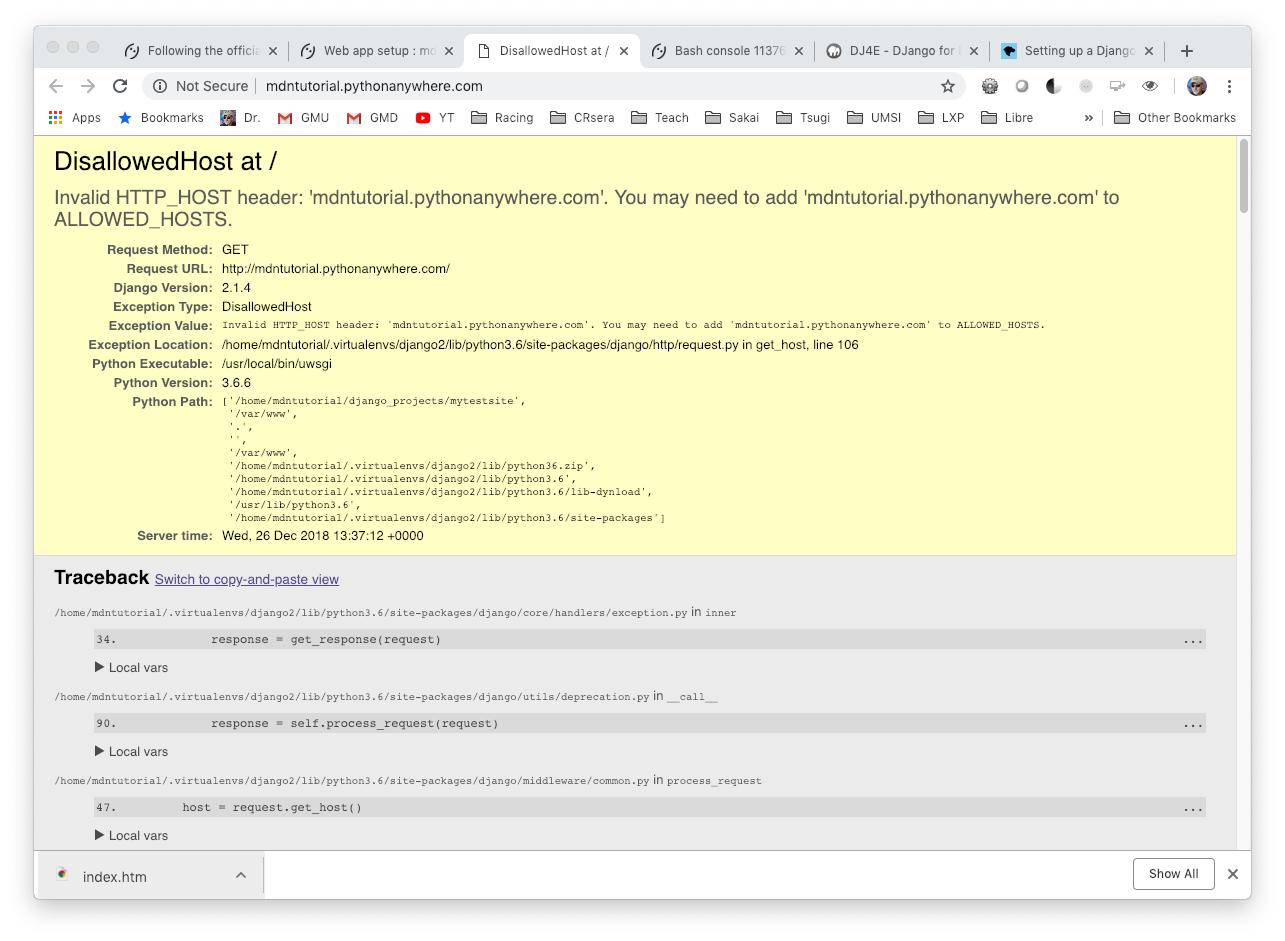 Following the officia
Web app setup : md
DisallowedHost at /
Bash console 11376
DJ4E - DJango for
Setting up a Django
Not Secure
mdntutorial.pythonanywhere.com
Apps
Bookmarks
Dr.
GMU
GMD
YT
Racing
CRsera
Teach
Sakai
Tsugi
UMSI
LXP
Libre
»
Other Bookmarks
DisallowedHost at /
Invalid HTTP_HOST header: 'mdntutorial.pythonanywhere.com'. You may need to add 'mdntutorial.pythonanywhere.com' to
ALLOWED_HOSTS.
Request Method: GET
Request URL: http://mdntutorial.pythonanywhere.com/
Django Version: 2.1.4
Exception Type: DisallowedHost
Exception Value: Invalid HTTP_HOST header: 'mdntutorial.pythonanywhere.com'. You may need to add 'mdntutorial.pythonanywhere.com' to ALLOWED_HOSTS.
Exception Location: /home/mdntutorial/.virtualenvs/django2/lib/python3.6/site-packages/django/http/request.py in get_host, line 106
Python Executable: /usr/local/bin/uwsgi
Python Version: 3.6.6
Python Path: ['/home/mdntutorial/django_projects/mytestsite',
'/var/www',
'.',
'',
'/var/www',
'/home/mdntutorial/.virtualenvs/django2/lib/python36.zip',
'/home/mdntutorial/.virtualenvs/django2/lib/python3.6',
'/home/mdntutorial/.virtualenvs/django2/lib/python3.6/lib-dynload',
'/usr/lib/python3.6',
'/home/mdntutorial/.virtualenvs/django2/lib/python3.6/site-packages']
Server time: Wed, 26 Dec 2018 13:37:12 +0000
Traceback Switch to copy-and-paste view
/home/mdntutorial/.virtualenvs/django2/lib/python3.6/site-packages/django/core/handlers/exception.py in inner
34. response = get_response(request) ...
▶ Local vars
/home/mdntutorial/.virtualenvs/django2/lib/python3.6/site-packages/django/utils/deprecation.py in __call__
90. response = self.process_request(request) ...
▶ Local vars
/home/mdntutorial/.virtualenvs/django2/lib/python3.6/site-packages/django/middleware/common.py in process_request
47. host = request.get_host() ...
▶ Local vars
index.htm
Show All